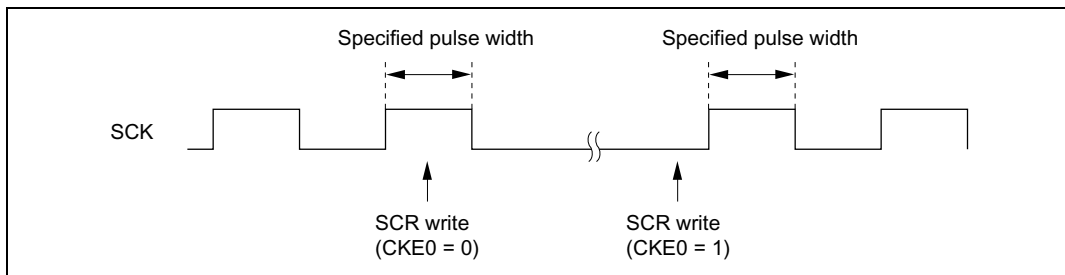 Specified pulse width
Specified pulse width
SCK
SCR write
(CKE0 = 0)
SCR write
(CKE0 = 1)